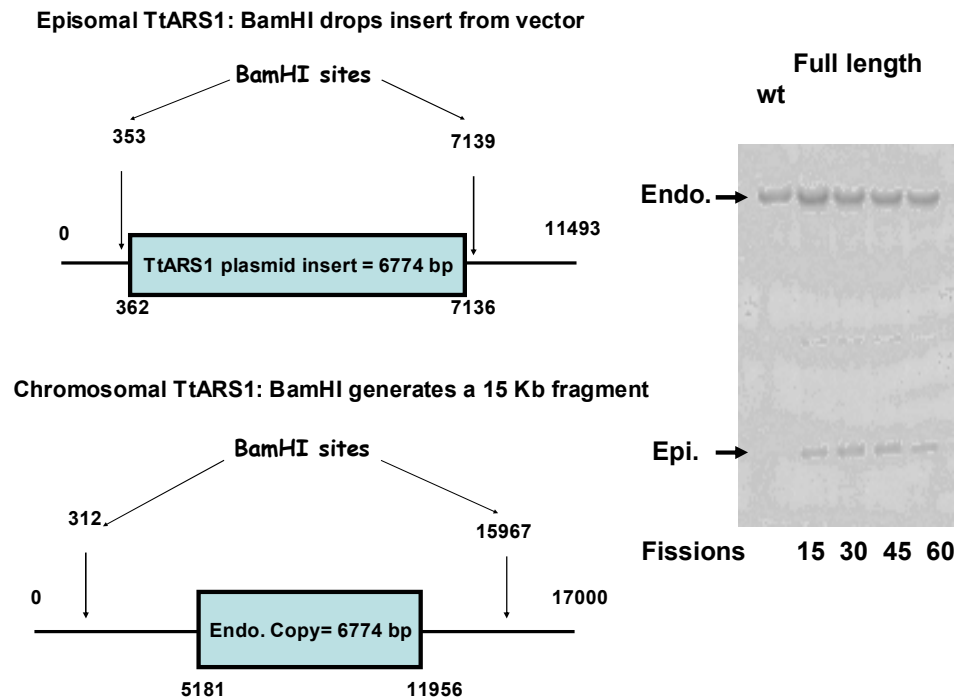 Episomal TtARS1: BamHI drops insert from vector
BamHI sites
353
7139
0
11493
TtARS1 plasmid insert = 6774 bp
362
7136
Chromosomal TtARS1: BamHI generates a 15 Kb fragment
BamHI sites
312
15967
0
17000
Endo. Copy= 6774 bp
5181
11956
Full length
wt
Endo.
Epi.
Fissions 15 30 45 60